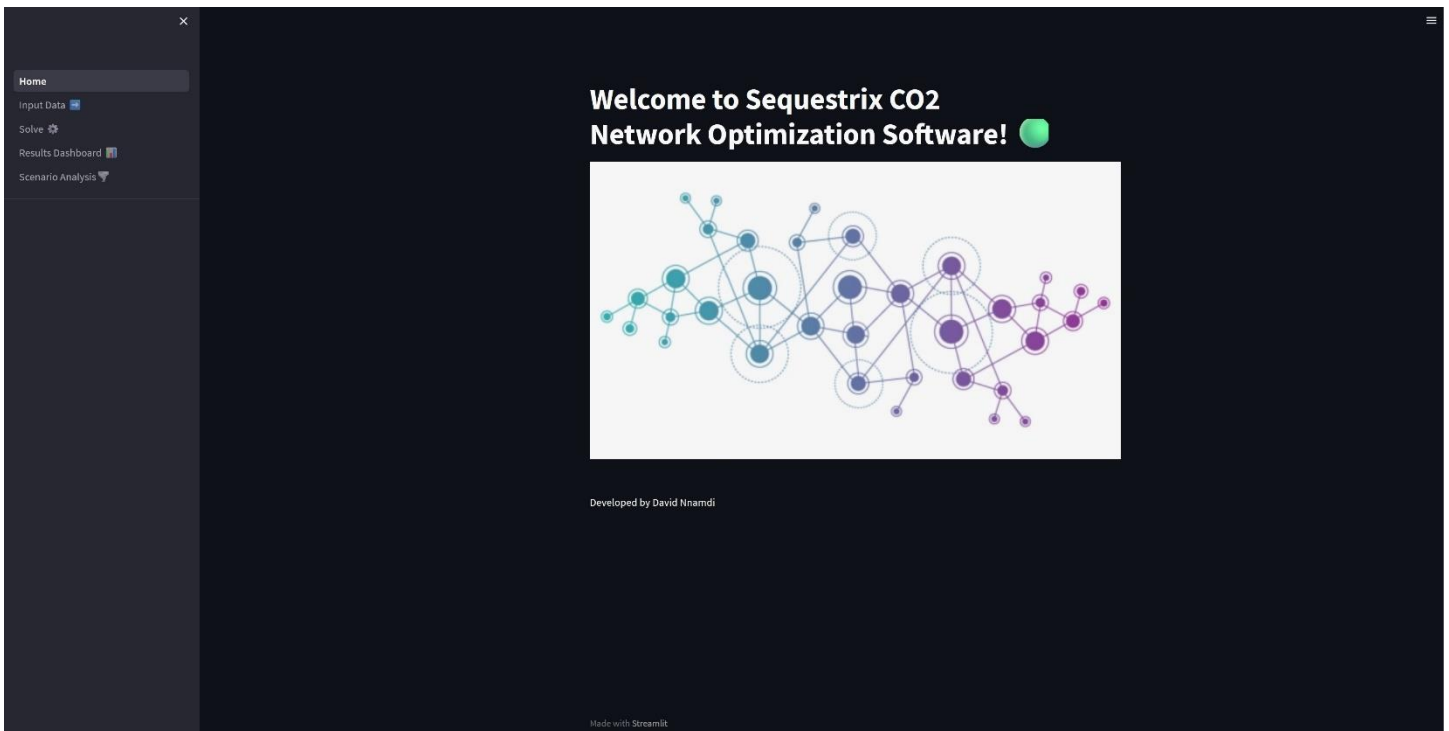 Home
Input Data ➡️
Solve ⚙️
Results Dashboard 📊
Scenario Analysis
Welcome to Sequestrix CO2
Network Optimization Software!
Developed by David Nnamdi
Made with Streamlit